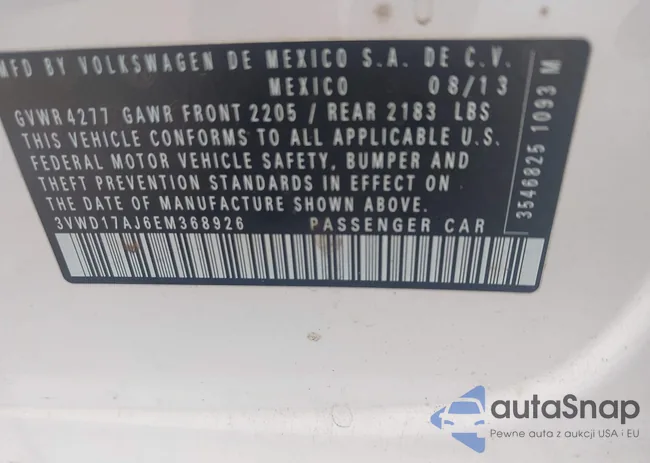 MFD BY VOLKSWAGEN DE MEXICO S.A. DE C.V.
MEXICO 08/13
GVWR 4277 GAWR FRONT 2205 / REAR 2183 LBS
THIS VEHICLE CONFORMS TO ALL APPLICABLE U.S.
FEDERAL MOTOR VEHICLE SAFETY, BUMPER AND
THEFT PREVENTION STANDARDS IN EFFECT ON
THE DATE OF MANUFACTURE SHOWN ABOVE.
3VWD17AJ6EM368926 PASSENGER CAR
3546825 1093 M
autaSnap
Pewne auta z aukcji USA i EU